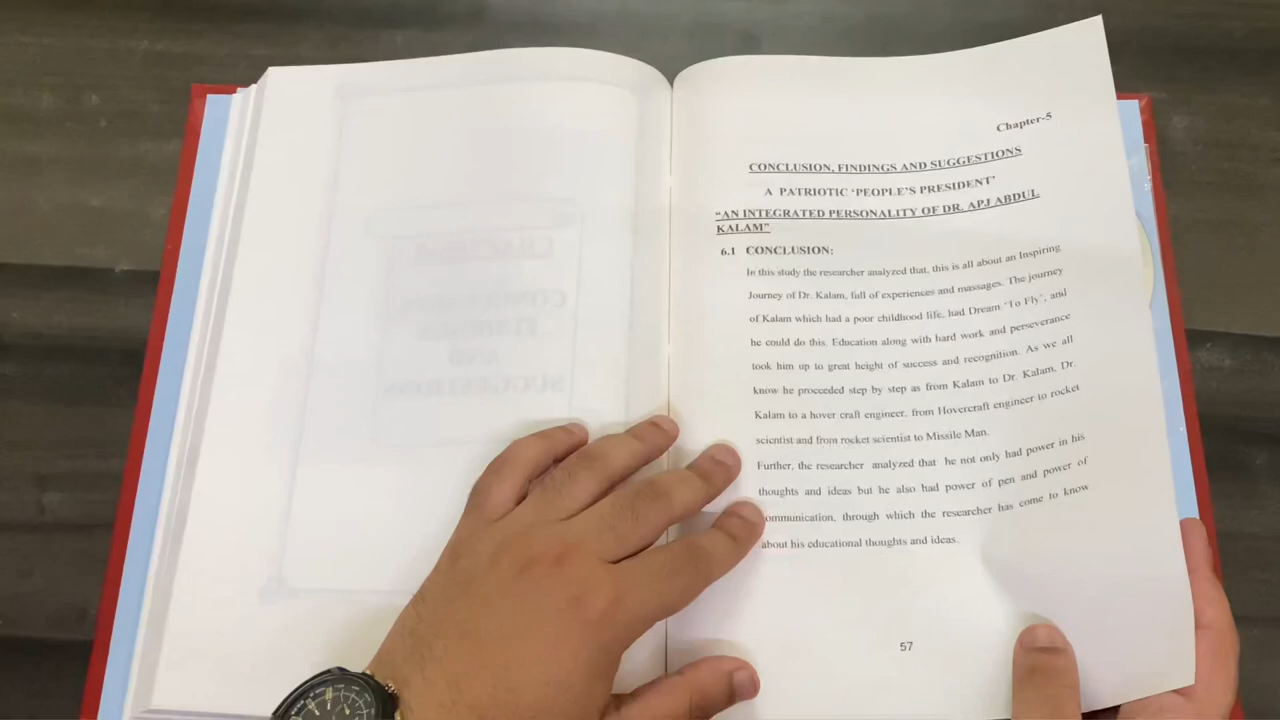 Chapter-5
CONCLUSION, FINDINGS AND SUGGESTIONS
A PATRIOTIC ‘PEOPLE’S PRESIDENT’
“AN INTEGRATED PERSONALITY OF DR. APJ ABDUL
KALAM”
6.1 CONCLUSION:
In this study the researcher analyzed that, this is all about an Inspiring
Journey of Dr. Kalam, full of experiences and massages. The journey
of Kalam which had a poor childhood life, had Dream “To Fly”, and
he could do this. Education along with hard work and perseverance
took him up to great height of success and recognition. As we all
know he proceeded step by step as from Kalam to Dr. Kalam, Dr.
Kalam to a hover craft engineer, from Hovercraft engineer to rocket
scientist and from rocket scientist to Missile Man.
Further, the researcher analyzed that he not only had power in his
thoughts and ideas but he also had power of pen and power of
ommunication, through which the researcher has come to know
about his educational thoughts and ideas.
57